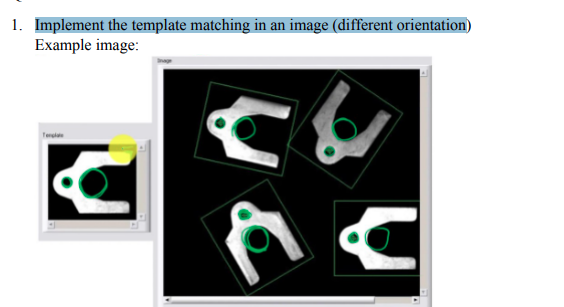 1. Implement the template matching in an image (different orientation)
Example image:
Image
Template